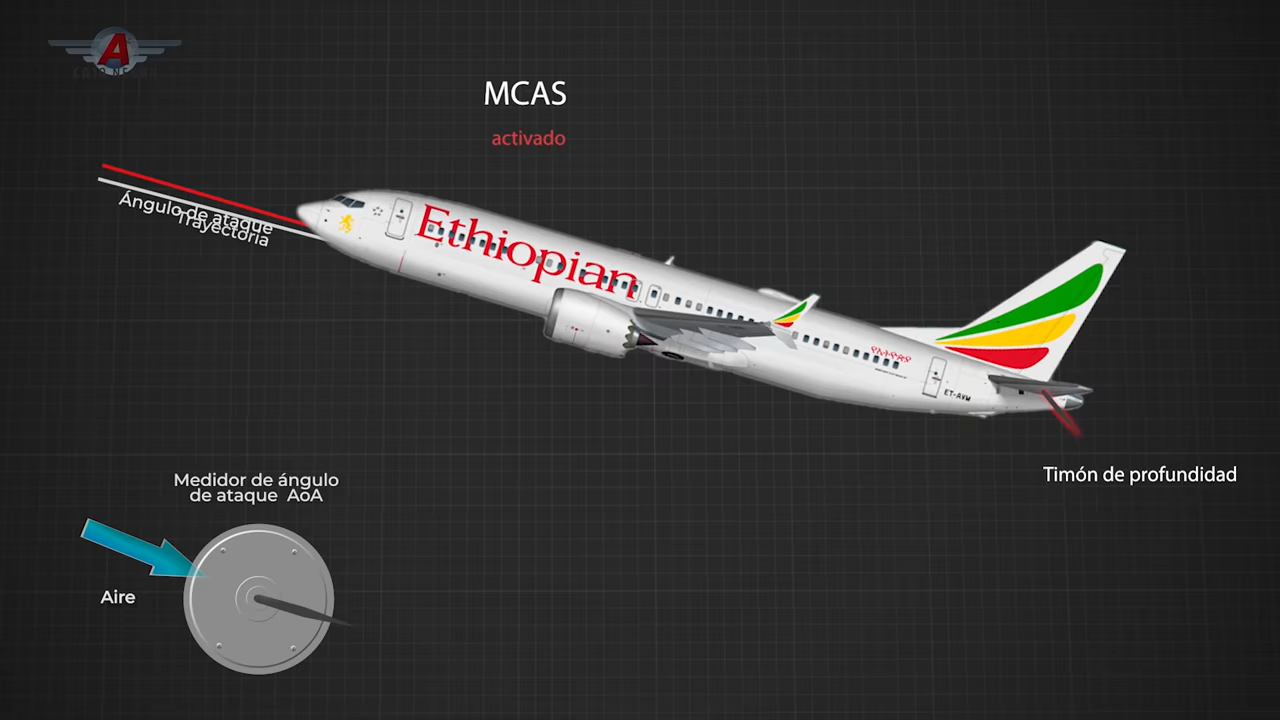 A
MCAS
activado
Ángulo de ataque
Trayectoria
Ethiopian
ET-AVM
Timón de profundidad
Medidor de ángulo
de ataque AoA
Aire